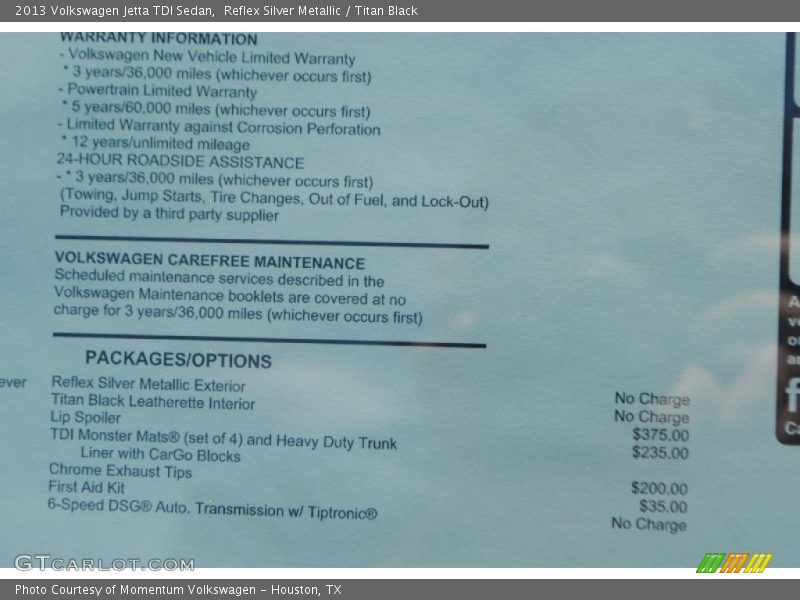 2013 Volkswagen Jetta TDI Sedan, Reflex Silver Metallic / Titan Black
WARRANTY INFORMATION
- Volkswagen New Vehicle Limited Warranty
* 3 years/36,000 miles (whichever occurs first)
- Powertrain Limited Warranty
* 5 years/60,000 miles (whichever occurs first)
- Limited Warranty against Corrosion Perforation
* 12 years/unlimited mileage
24-HOUR ROADSIDE ASSISTANCE
- * 3 years/36,000 miles (whichever occurs first)
(Towing, Jump Starts, Tire Changes, Out of Fuel, and Lock-Out)
Provided by a third party supplier
VOLKSWAGEN CAREFREE MAINTENANCE
Scheduled maintenance services described in the
Volkswagen Maintenance booklets are covered at no
charge for 3 years/36,000 miles (whichever occurs first)
PACKAGES/OPTIONS
ever Reflex Silver Metallic Exterior No Charge
Titan Black Leatherette Interior No Charge
Lip Spoiler $375.00
TDI Monster Mats® (set of 4) and Heavy Duty Trunk $235.00
Liner with CarGo Blocks
Chrome Exhaust Tips $200.00
First Aid Kit $35.00
6-Speed DSG® Auto. Transmission w/ Tiptronic® No Charge
GTCARLOT.COM
Photo Courtesy of Momentum Volkswagen - Houston, TX